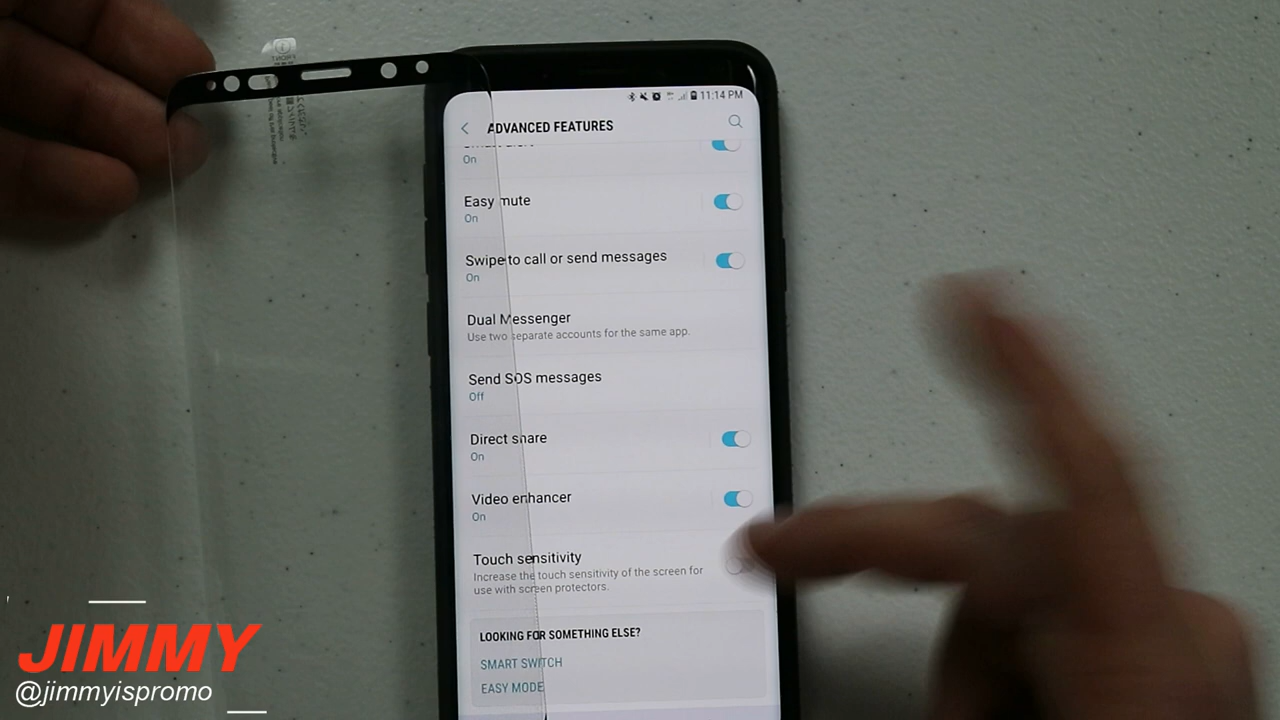 11:14 PM
ADVANCED FEATURES
On
Easy mute
On
Swipe to call or send messages
On
Dual Messenger
Use two separate accounts for the same app.
Send SOS messages
Off
Direct share
On
Video enhancer
On
Touch sensitivity
Increase the touch sensitivity of the screen for
use with screen protectors.
LOOKING FOR SOMETHING ELSE?
SMART SWITCH
EASY MODE
JIMMY
@jimmyispromo